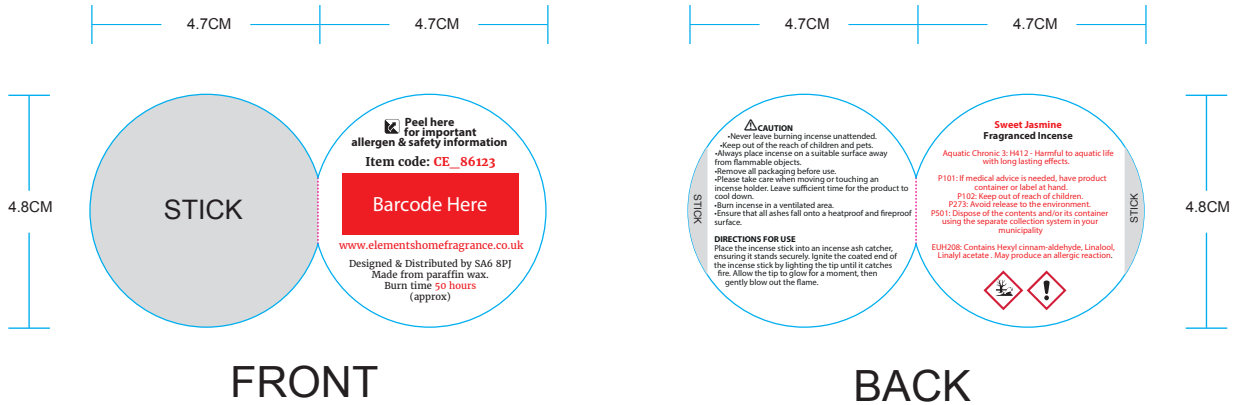 4.7CM
4.7CM
4.8CM
STICK
Peel here
for important
allergen & safety information
Item code: CE_86123
Barcode Here
www.elementshomefragrance.co.uk
Designed & Distributed by SA6 8PJ
Made from paraffin wax.
Burn time 50 hours
(approx)
FRONT
4.7CM
4.7CM
4.8CM
STICK
CAUTION
•Never leave burning incense unattended.
•Keep out of the reach of children and pets.
•Always place incense on a suitable surface away
from flammable objects.
•Remove all packaging before use.
•Please take care when moving or touching an
incense holder. Leave sufficient time for the product to
cool down.
•Burn incense in a ventilated area.
•Ensure that all ashes fall onto a heatproof and fireproof
surface.
DIRECTIONS FOR USE
Place the incense stick into an incense ash catcher,
ensuring it stands securely. Ignite the coated end of
the incense stick by lighting the tip until it catches
fire. Allow the tip to glow for a moment, then
gently blow out the flame.
Sweet Jasmine
Fragranced Incense
Aquatic Chronic 3: H412 - Harmful to aquatic life
with long lasting effects.
P101: If medical advice is needed, have product
container or label at hand.
P102: Keep out of reach of children.
P273: Avoid release to the environment.
P501: Dispose of the contents and/or its container
using the separate collection system in your
municipality
EUH208: Contains Hexyl cinnam-aldehyde, Linalool,
Linalyl acetate . May produce an allergic reaction.
STICK
BACK